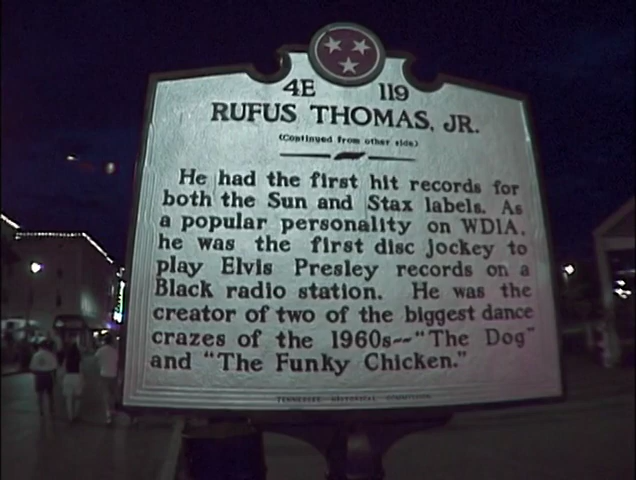 4E 119
RUFUS THOMAS, JR.
(Continued from other side)
He had the first hit records for
both the Sun and Stax labels. As
a popular personality on WDIA,
he was the first disc jockey to
play Elvis Presley records on a
Black radio station. He was the
creator of two of the biggest dance
crazes of the 1960s--"The Dog"
and "The Funky Chicken."
TENNESSEE HISTORICAL COMMISSION